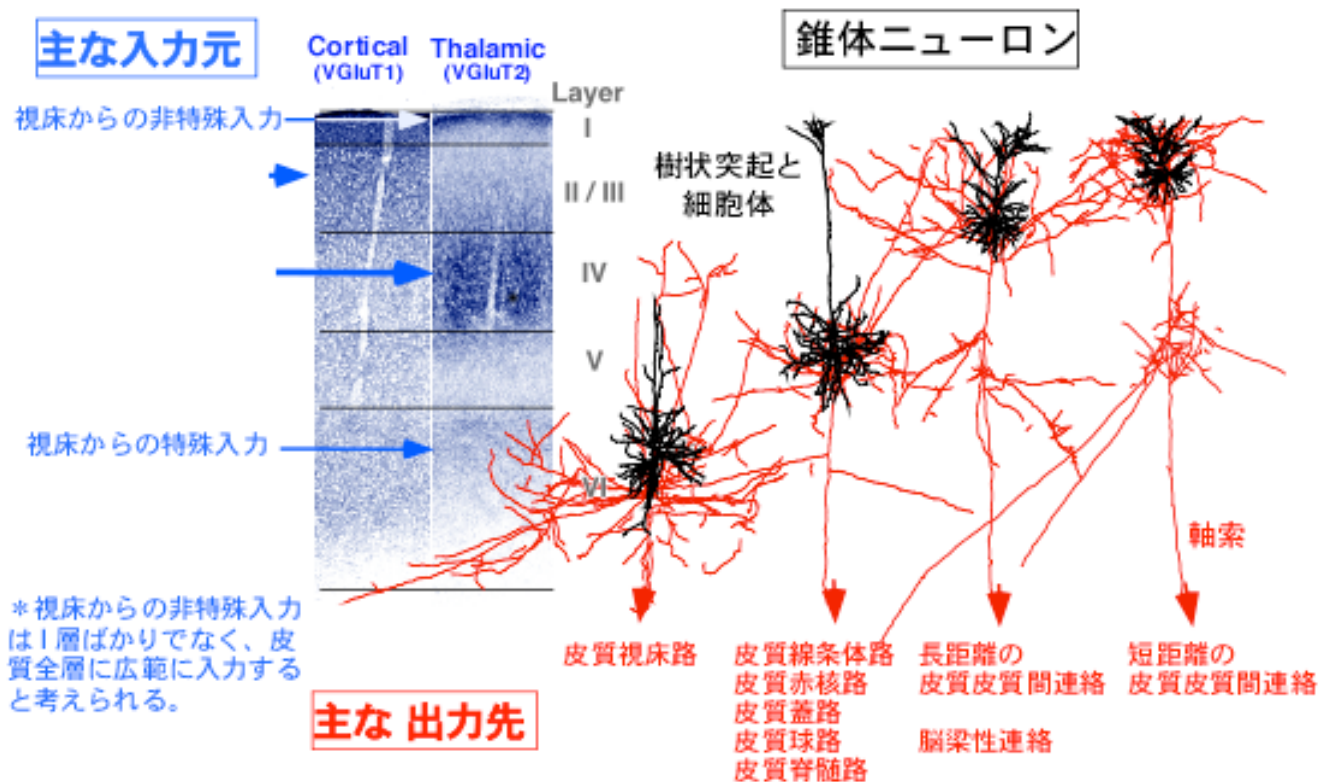 主な入力元
Cortical
(VGluT1)
Thalamic
(VGluT2)
錐体ニューロン
Layer
視床からの非特殊入力
I
樹状突起と
細胞体
II / III
IV
V
視床からの特殊入力
VI
軸索
＊視床からの非特殊入力
はI層ばかりでなく、皮
質全層に広範に入力する
と考えられる。
主な 出力先
皮質視床路
皮質線条体路
皮質赤核路
皮質蓋路
皮質球路
皮質脊髄路
長距離の
皮質皮質間連絡
脳梁性連絡
短距離の
皮質皮質間連絡